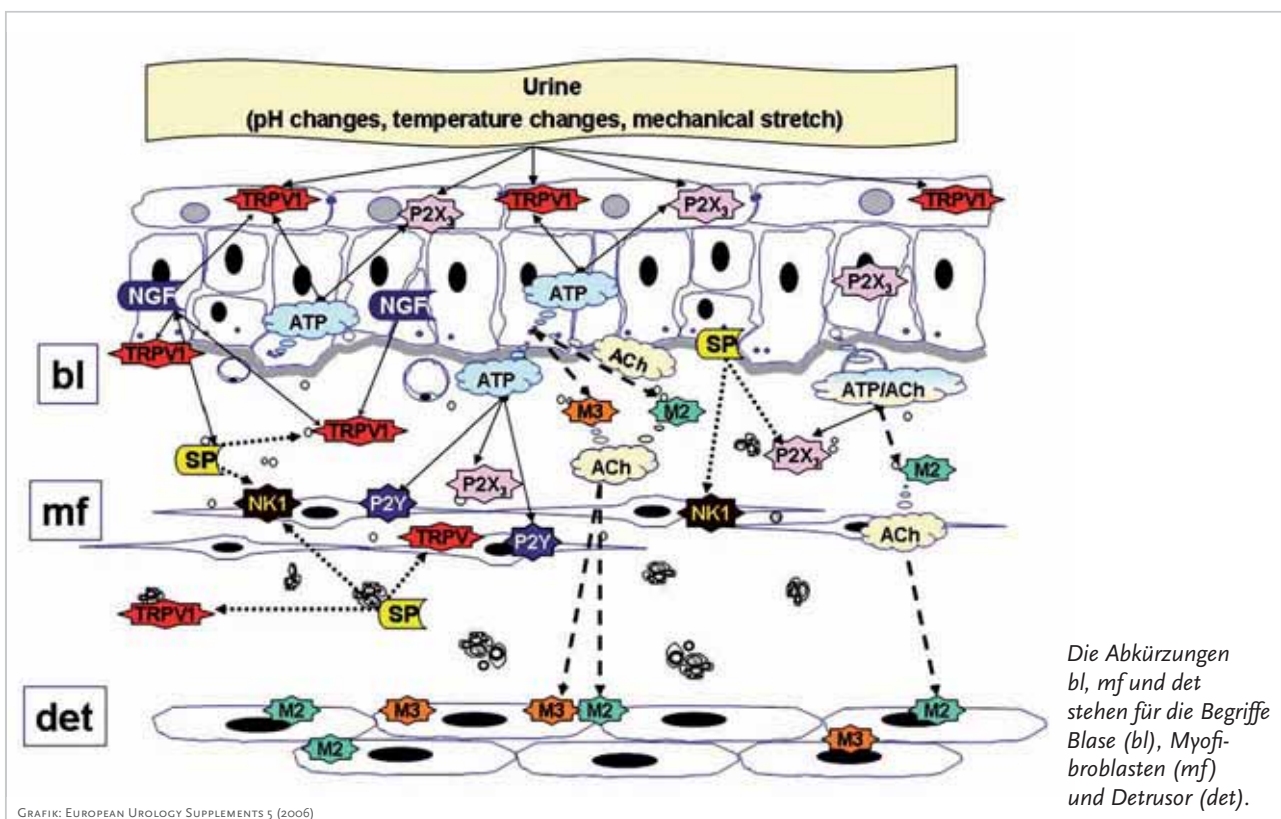 Urine
(pH changes, temperature changes, mechanical stretch)
TRPV1
P2X3
TRPV1
P2X3
TRPV1
NGF
ATP
NGF
ATP
P2X3
bl
TRPV1
ATP
ACh
SP
ATP/ACh
M3
M2
TRPV1
SP
ACh
P2X3
M2
mf
NK1
P2Y
P2X3
NK1
TRPV
P2Y
ACh
TRPV1
SP
det
M2
M3
M3
M2
M2
M2
M3
Die Abkürzungen
bl, mf und det
stehen für die Begriffe
Blase (bl), Myofi-
broblasten (mf)
und Detrusor (det).
GRAFIK: EUROPEAN UROLOGY SUPPLEMENTS 5 (2006)